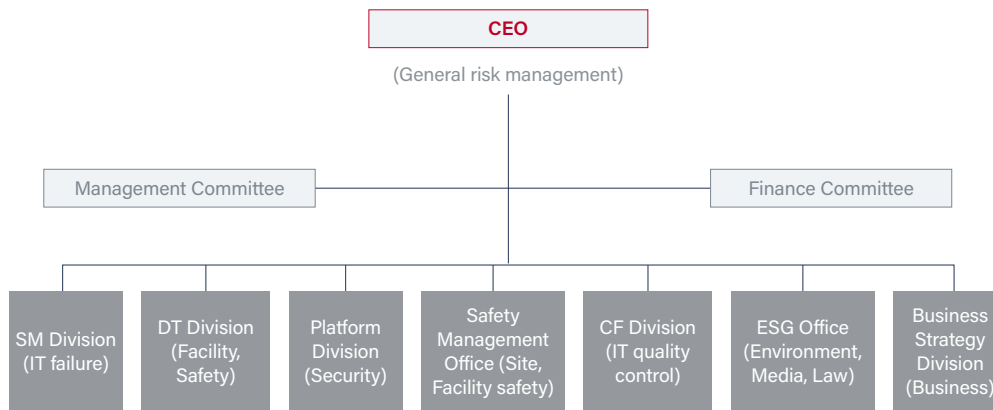 CEO
(General risk management)
Management Committee
Finance Committee
SM Division
(IT failure)
DT Division
(Facility,
Safety)
Platform
Division
(Security)
Safety
Management
Office (Site,
Facility safety)
CF Division
(IT quality
control)
ESG Office
(Environment,
Media, Law)
Business
Strategy
Division
(Business)